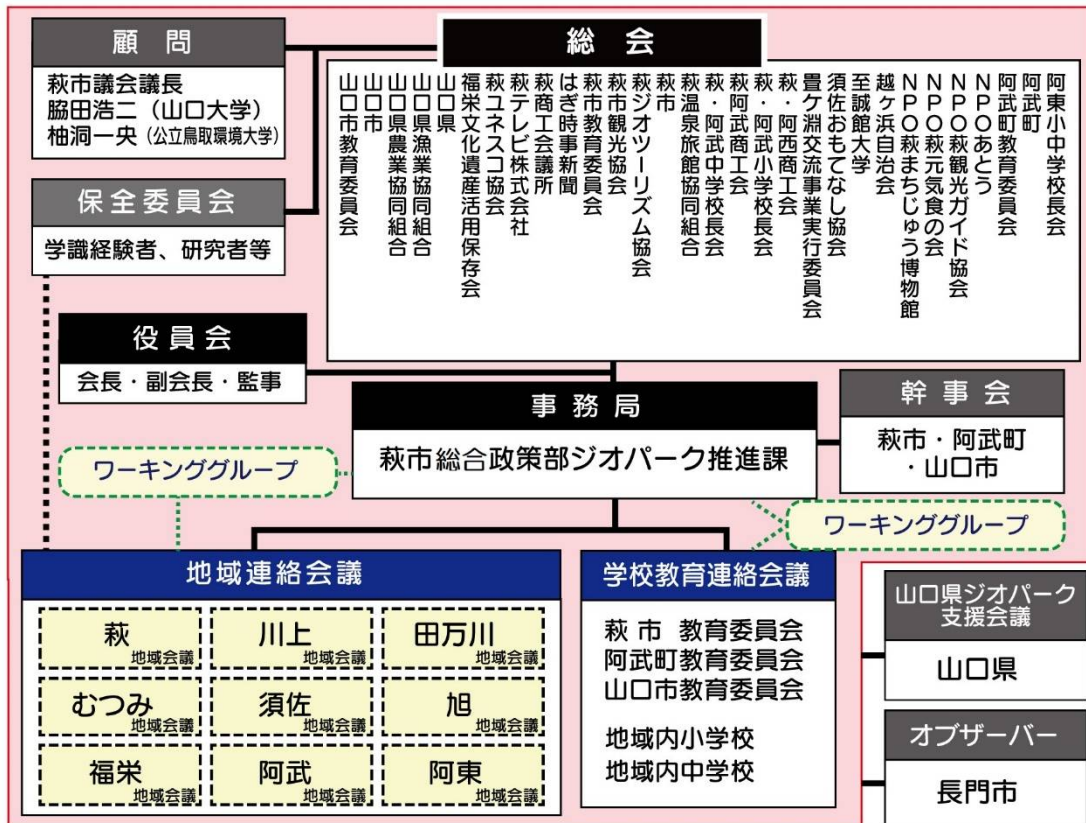 顧問
萩市議会議長
脇田浩二（山口大学）
柚洞一央（公立鳥取環境大学）
保全委員会
学識経験者、研究者等
総会
阿東小中学校長会
阿武町
阿武町教育委員会
ＮＰＯあとう
ＮＰＯ萩観光ガイド協会
ＮＰＯ萩元気食の会
ＮＰＯ萩まちじゅう博物館
越ヶ浜自治会
至誠館大学
須佐おもてなし協会
畳ケ淵交流事業実行委員会
萩・阿西商工会
萩・阿武小学校長会
萩阿武商工会
萩・阿武中学校長会
萩温泉旅館協同組合
萩市
萩ジオツーリズム協会
萩市観光協会
萩市教育委員会
はぎ時事新聞
萩商工会議所
萩テレビ株式会社
萩ユネスコ協会
福栄文化遺産活用保存会
山口県
山口県漁業協同組合
山口県農業協同組合
山口市
山口市教育委員会
役員会
会長・副会長・監事
事務局
萩市総合政策部ジオパーク推進課
幹事会
萩市・阿武町
・山口市
ワーキンググループ
ワーキンググループ
地域連絡会議
萩
地域会議
川上
地域会議
田万川
地域会議
むつみ
地域会議
須佐
地域会議
旭
地域会議
福栄
地域会議
阿武
地域会議
阿東
地域会議
学校教育連絡会議
萩市 教育委員会
阿武町教育委員会
山口市教育委員会
地域内小学校
地域内中学校
山口県ジオパーク
支援会議
山口県
オブザーバー
長門市